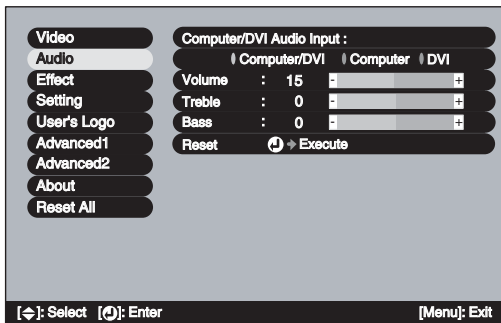 Video
Audio
Effect
Setting
User's Logo
Advanced1
Advanced2
About
Reset All
Computer/DVI Audio Input :
Computer/DVI Computer DVI
Volume : 15 - +
Treble : 0 - +
Bass : 0 - +
Reset Execute
[]: Select []: Enter [Menu]: Exit